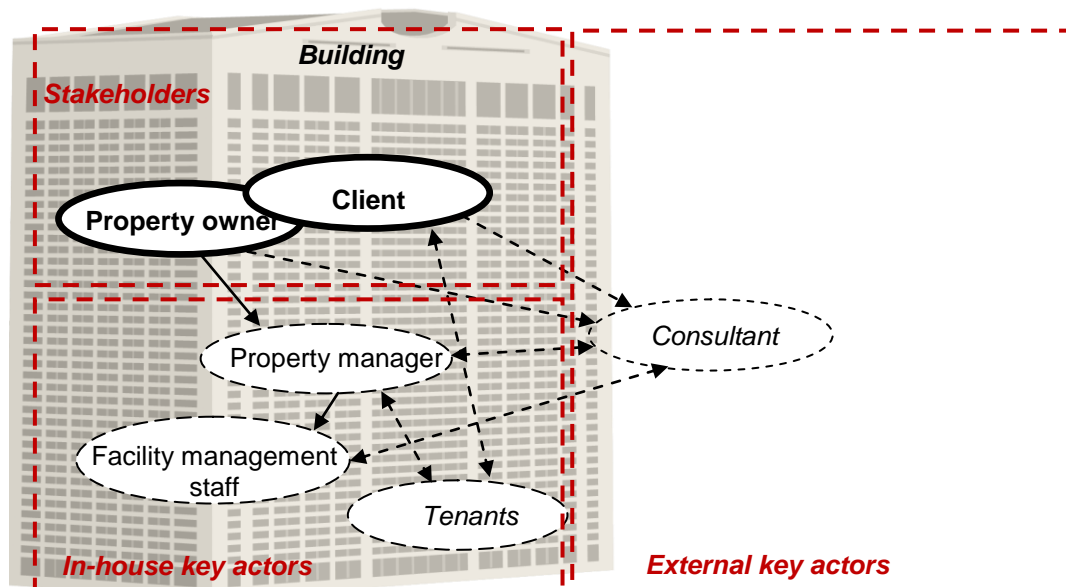 Building
Stakeholders
Client
Property owner
Consultant
Property manager
Facility management
staff
Tenants
In-house key actors
External key actors